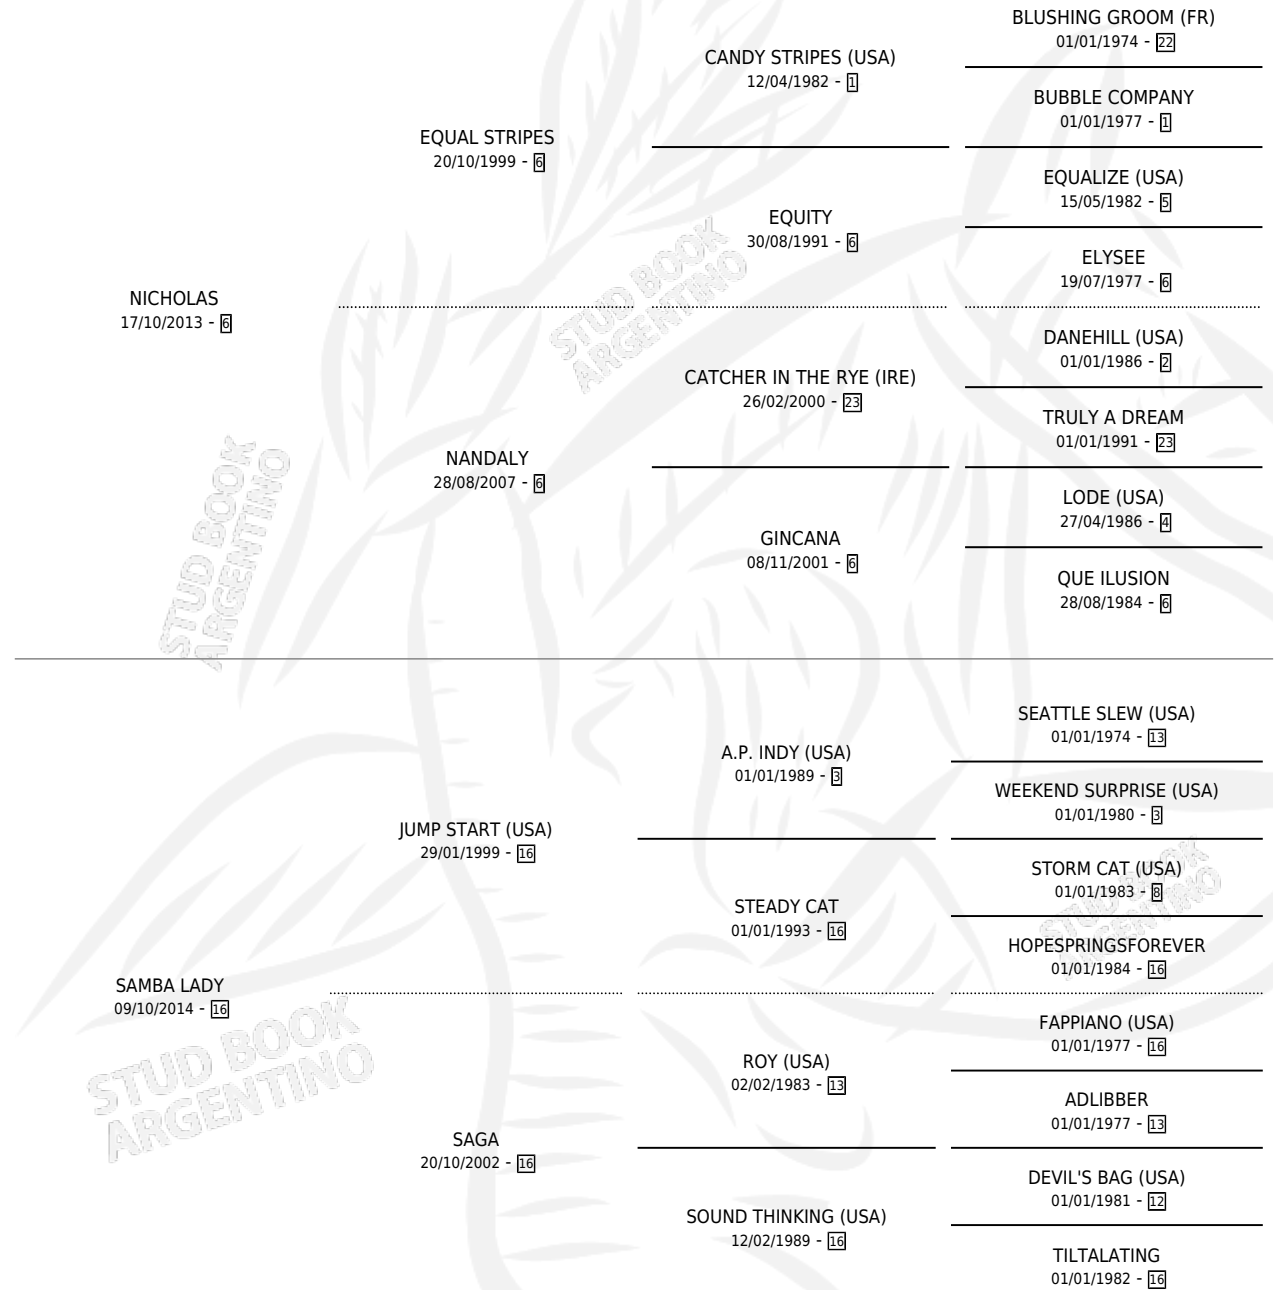 BLUSHING GROOM (FR)
01/01/1974 - 22
CANDY STRIPES (USA)
12/04/1982 - 1
BUBBLE COMPANY
01/01/1977 - 1
EQUAL STRIPES
20/10/1999 - 6
EQUALIZE (USA)
15/05/1982 - 5
EQUITY
30/08/1991 - 6
ELYSEE
19/07/1977 - 6
NICHOLAS
17/10/2013 - 6
DANEHILL (USA)
01/01/1986 - 2
CATCHER IN THE RYE (IRE)
26/02/2000 - 23
TRULY A DREAM
01/01/1991 - 23
NANDALY
28/08/2007 - 6
LODE (USA)
27/04/1986 - 4
GINCANA
08/11/2001 - 6
QUE ILUSION
28/08/1984 - 6
SEATTLE SLEW (USA)
01/01/1974 - 13
A.P. INDY (USA)
01/01/1989 - 3
WEEKEND SURPRISE (USA)
01/01/1980 - 3
JUMP START (USA)
29/01/1999 - 16
STORM CAT (USA)
01/01/1983 - 8
STEADY CAT
01/01/1993 - 16
HOPESPRINGSFOREVER
01/01/1984 - 16
SAMBA LADY
09/10/2014 - 16
FAPPIANO (USA)
01/01/1977 - 16
ROY (USA)
02/02/1983 - 13
ADLIBBER
01/01/1977 - 13
SAGA
20/10/2002 - 16
DEVIL'S BAG (USA)
01/01/1981 - 12
SOUND THINKING (USA)
12/02/1989 - 16
TILTALATING
01/01/1982 - 16
STUD BOOK
ARGENTINO
STUD BOOK
ARGENTINO
STUD BOOK
ARGENTINO
STUD BOOK
ARGENTINO